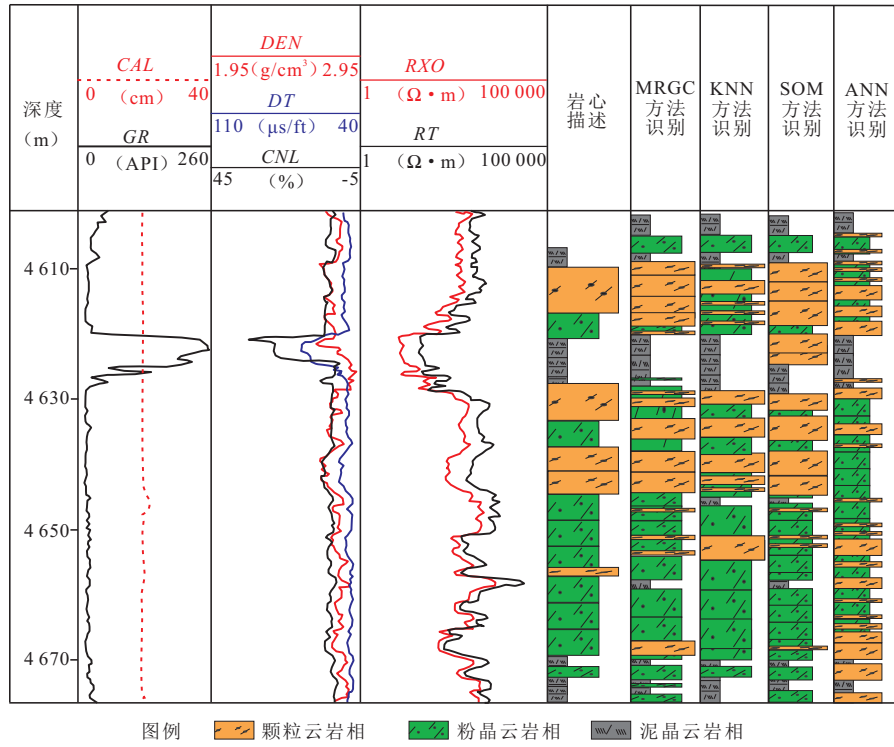 深度
（m）
CAL
0 （cm） 40
GR
0 （API） 260
DEN
1.95 (g/cm³) 2.95
DT
110 (μs/ft) 40
CNL
45 (%) -5
RXO
1 （Ω·m） 100 000
RT
1 （Ω·m） 100 000
岩心
描述
MRGC
方法
识别
KNN
方法
识别
SOM
方法
识别
ANN
方法
识别
4 610
4 630
4 650
4 670
图例 颗粒云岩相 粉晶云岩相 泥晶云岩相